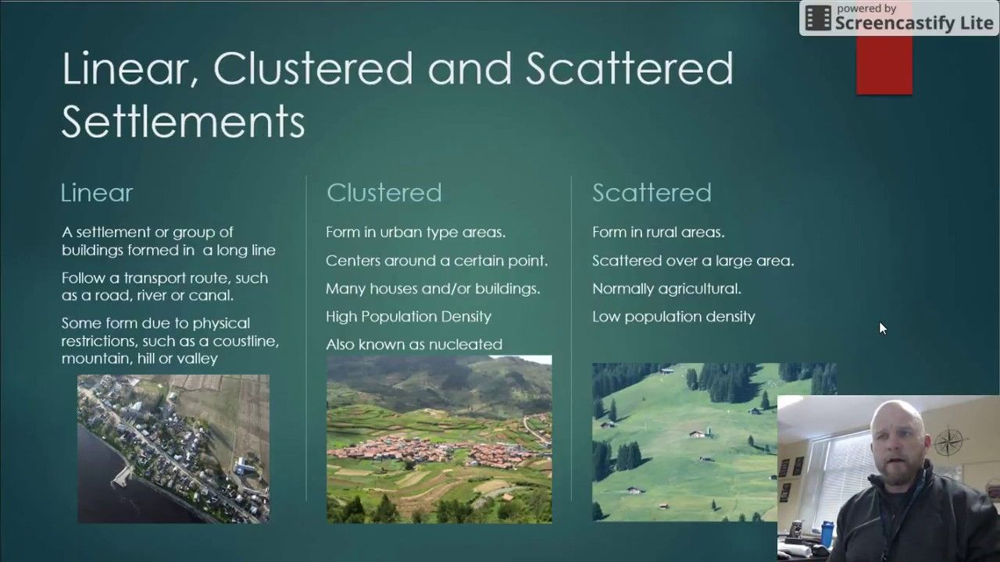 powered by
Screencastify Lite
Linear, Clustered and Scattered
Settlements
Linear
A settlement or group of
buildings formed in a long line
Follow a transport route, such
as a road, river or canal.
Some form due to physical
restrictions, such as a coustline,
mountain, hill or valley
Clustered
Form in urban type areas.
Centers around a certain point.
Many houses and/or buildings.
High Population Density
Also known as nucleated
Scattered
Form in rural areas.
Scattered over a large area.
Normally agricultural.
Low population density